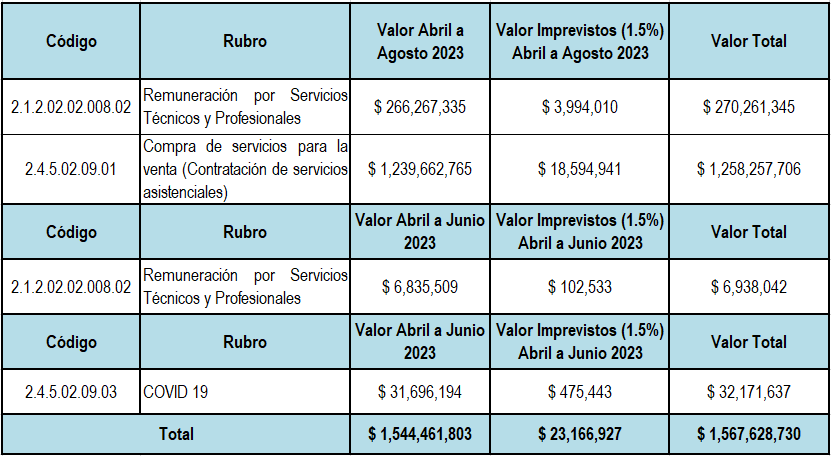 Código Rubro Valor Abril a Agosto 2023 Valor Imprevistos (1.5%) Abril a Agosto 2023 Valor Total
2.1.2.02.02.008.02 Remuneración por Servicios Técnicos y Profesionales $ 266,267,335 $ 3,994,010 $ 270,261,345
2.4.5.02.09.01 Compra de servicios para la venta (Contratación de servicios asistenciales) $ 1,239,662,765 $ 18,594,941 $ 1,258,257,706
Código Rubro Valor Abril a Junio 2023 Valor Imprevistos (1.5%) Abril a Junio 2023 Valor Total
2.1.2.02.02.008.02 Remuneración por Servicios Técnicos y Profesionales $ 6,835,509 $ 102,533 $ 6,938,042
Código Rubro Valor Abril a Junio 2023 Valor Imprevistos (1.5%) Abril a Junio 2023 Valor Total
2.4.5.02.09.03 COVID 19 $ 31,696,194 $ 475,443 $ 32,171,637
Total $ 1,544,461,803 $ 23,166,927 $ 1,567,628,730